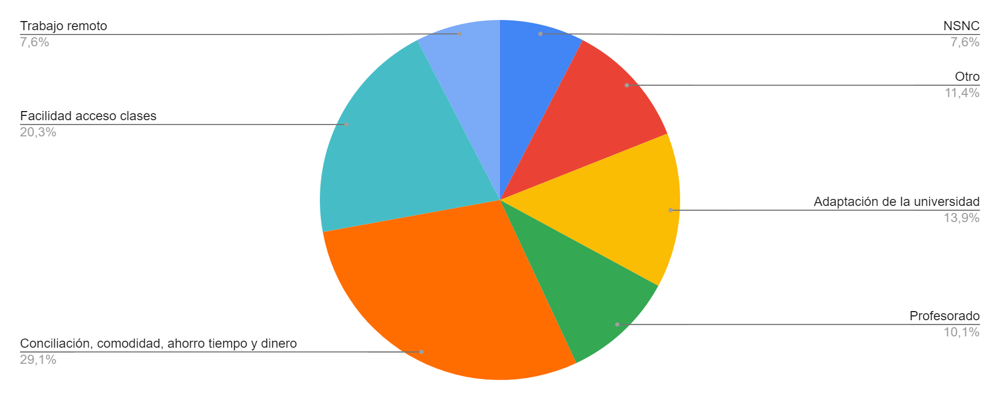 Trabajo remoto
7,6%
Facilidad acceso clases
20,3%
Conciliación, comodidad, ahorro tiempo y dinero
29,1%
NSNC
7,6%
Otro
11,4%
Adaptación de la universidad
13,9%
Profesorado
10,1%